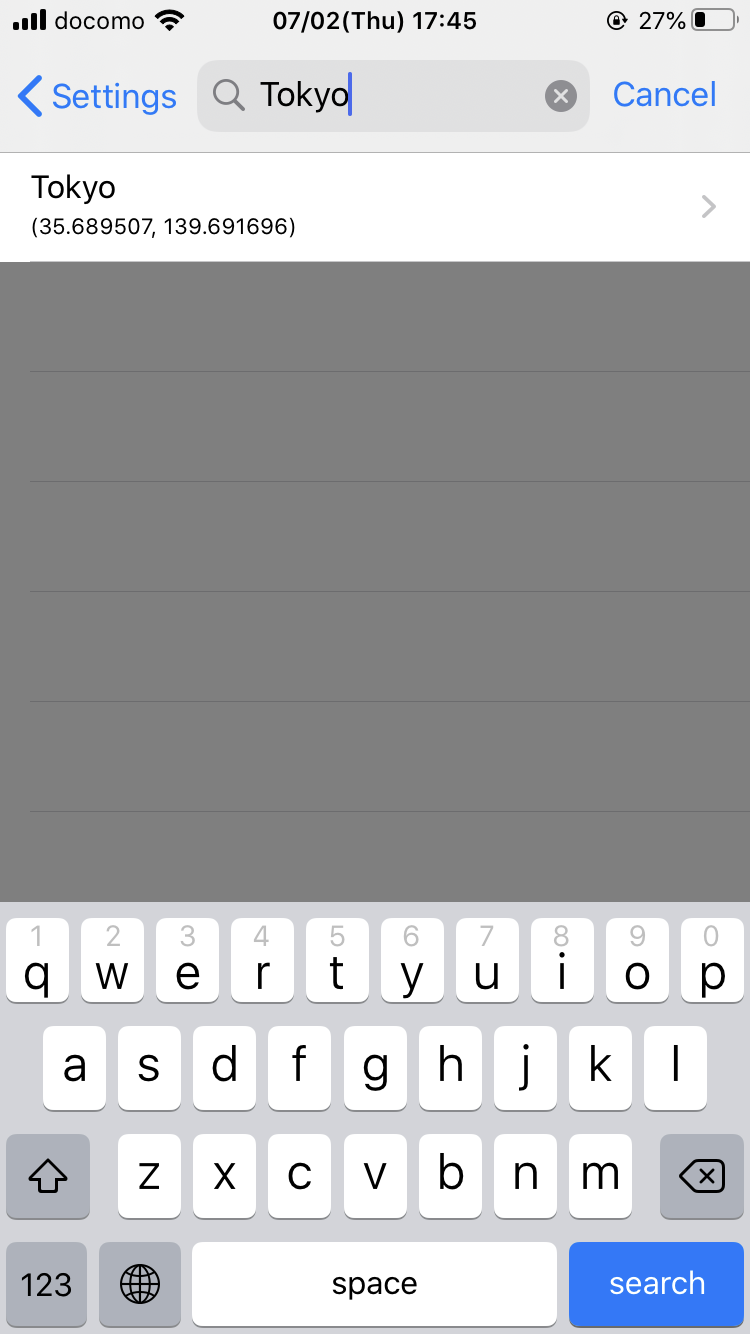 docomo 07/02(Thu) 17:45 27%
Settings Tokyo Cancel
Tokyo
(35.689507, 139.691696)
1 2 3 4 5 6 7 8 9 0
q w e r t y u i o p
a s d f g h j k l
z x c v b n m
123 space search